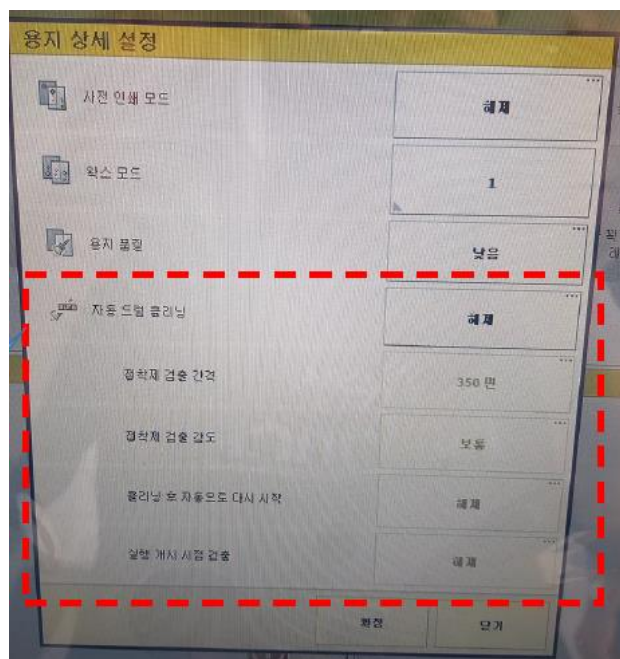 용지 상세 설정
사전 인쇄 모드
해제
왁스 모드
1
용지 품질
낮음
자동 드럼 클리닝
해제
접착제 검출 간격
350 면
접착제 검출 감도
보통
클리닝 후 자동으로 다시 시작
해제
실행 개시 시점 검출
해제
확정
닫기